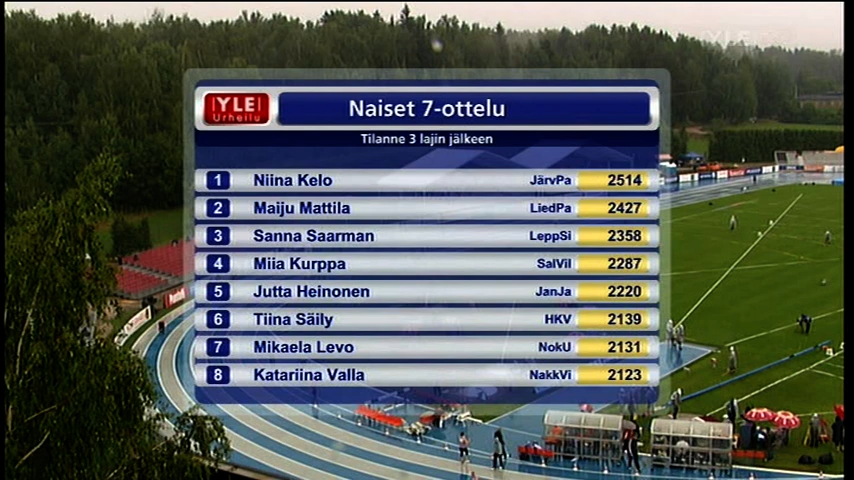 YLE
YLE
Urheilu
Naiset 7-ottelu
Tilanne 3 lajin jälkeen
1 Niina Kelo JärvPa 2514
2 Maiju Mattila LiedPa 2427
3 Sanna Saarman LeppSi 2358
4 Miia Kurppa SalVil 2287
5 Jutta Heinonen JanJa 2220
6 Tiina Säily HKV 2139
7 Mikaela Levo NokU 2131
8 Katariina Valla NakkVi 2123